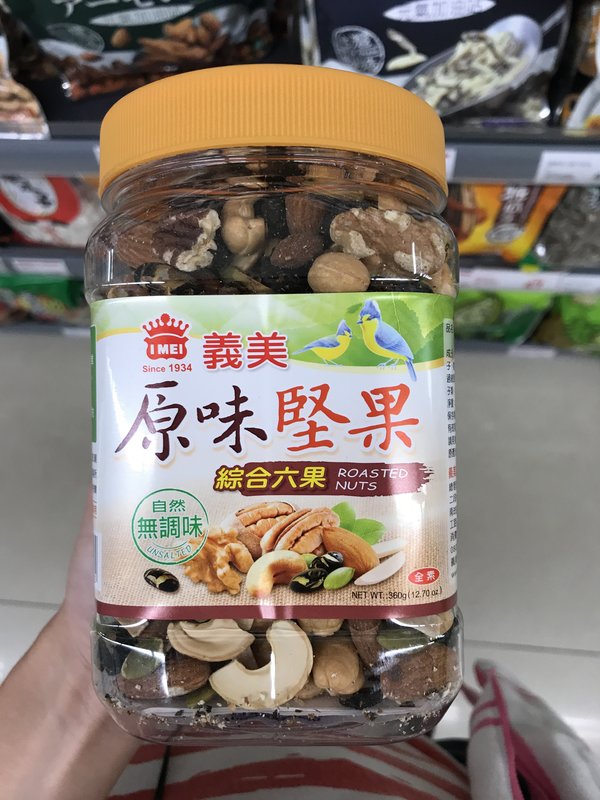 I MEI
Since 1934
義美
原味堅果
綜合六果
ROASTED
NUTS
自然
無調味
UNSALTED
全素
NET WT. :360g(12.70 oz.)